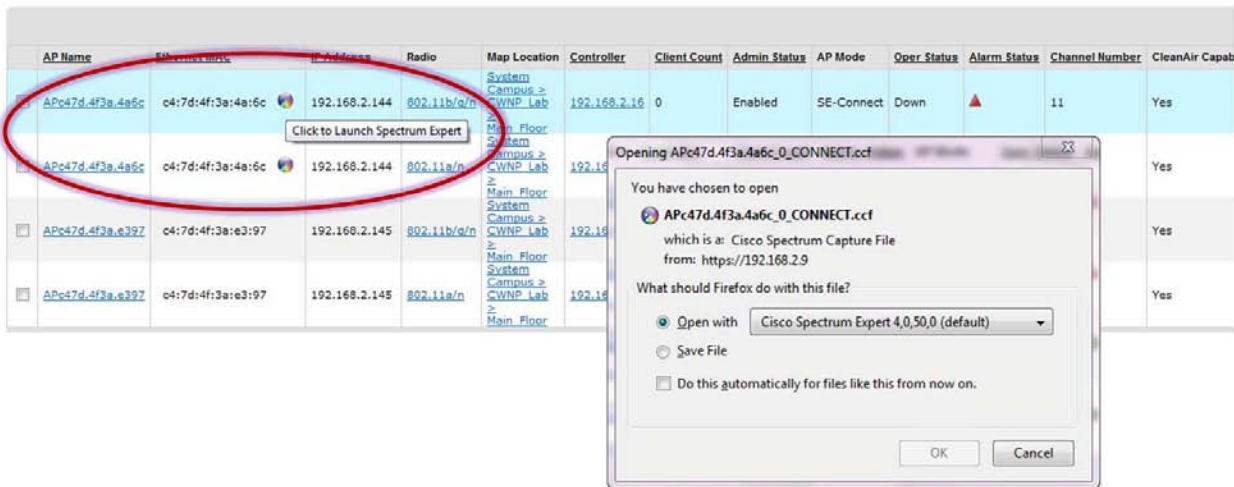 AP Name Ethernet MAC IP Address Radio Map Location Controller Client Count Admin Status AP Mode Oper Status Alarm Status Channel Number CleanAir Capab
APc47d.4f3a.4a6c c4:7d:4f:3a:4a:6c 192.168.2.144 802.11b/g/n System Campus > CWNP_Lab > Main_Floor 192.168.2.16 0 Enabled SE-Connect Down 11 Yes
Click to Launch Spectrum Expert
APc47d.4f3a.4a6c c4:7d:4f:3a:4a:6c 192.168.2.144 802.11a/n System Campus > CWNP_Lab > Main_Floor 192.16 Yes
APc47d.4f3a.e397 c4:7d:4f:3a:e3:97 192.168.2.145 802.11b/g/n System Campus > CWNP_Lab > Main_Floor 192.16 Yes
APc47d.4f3a.e397 c4:7d:4f:3a:e3:97 192.168.2.145 802.11a/n System Campus > CWNP_Lab > Main_Floor 192.16 Yes
Opening APc47d.4f3a.4a6c_0_CONNECT.ccf
You have chosen to open
APc47d.4f3a.4a6c_0_CONNECT.ccf
which is a: Cisco Spectrum Capture File
from: https://192.168.2.9
What should Firefox do with this file?
Open with Cisco Spectrum Expert 4,0,50,0 (default)
Save File
Do this automatically for files like this from now on.
OK Cancel